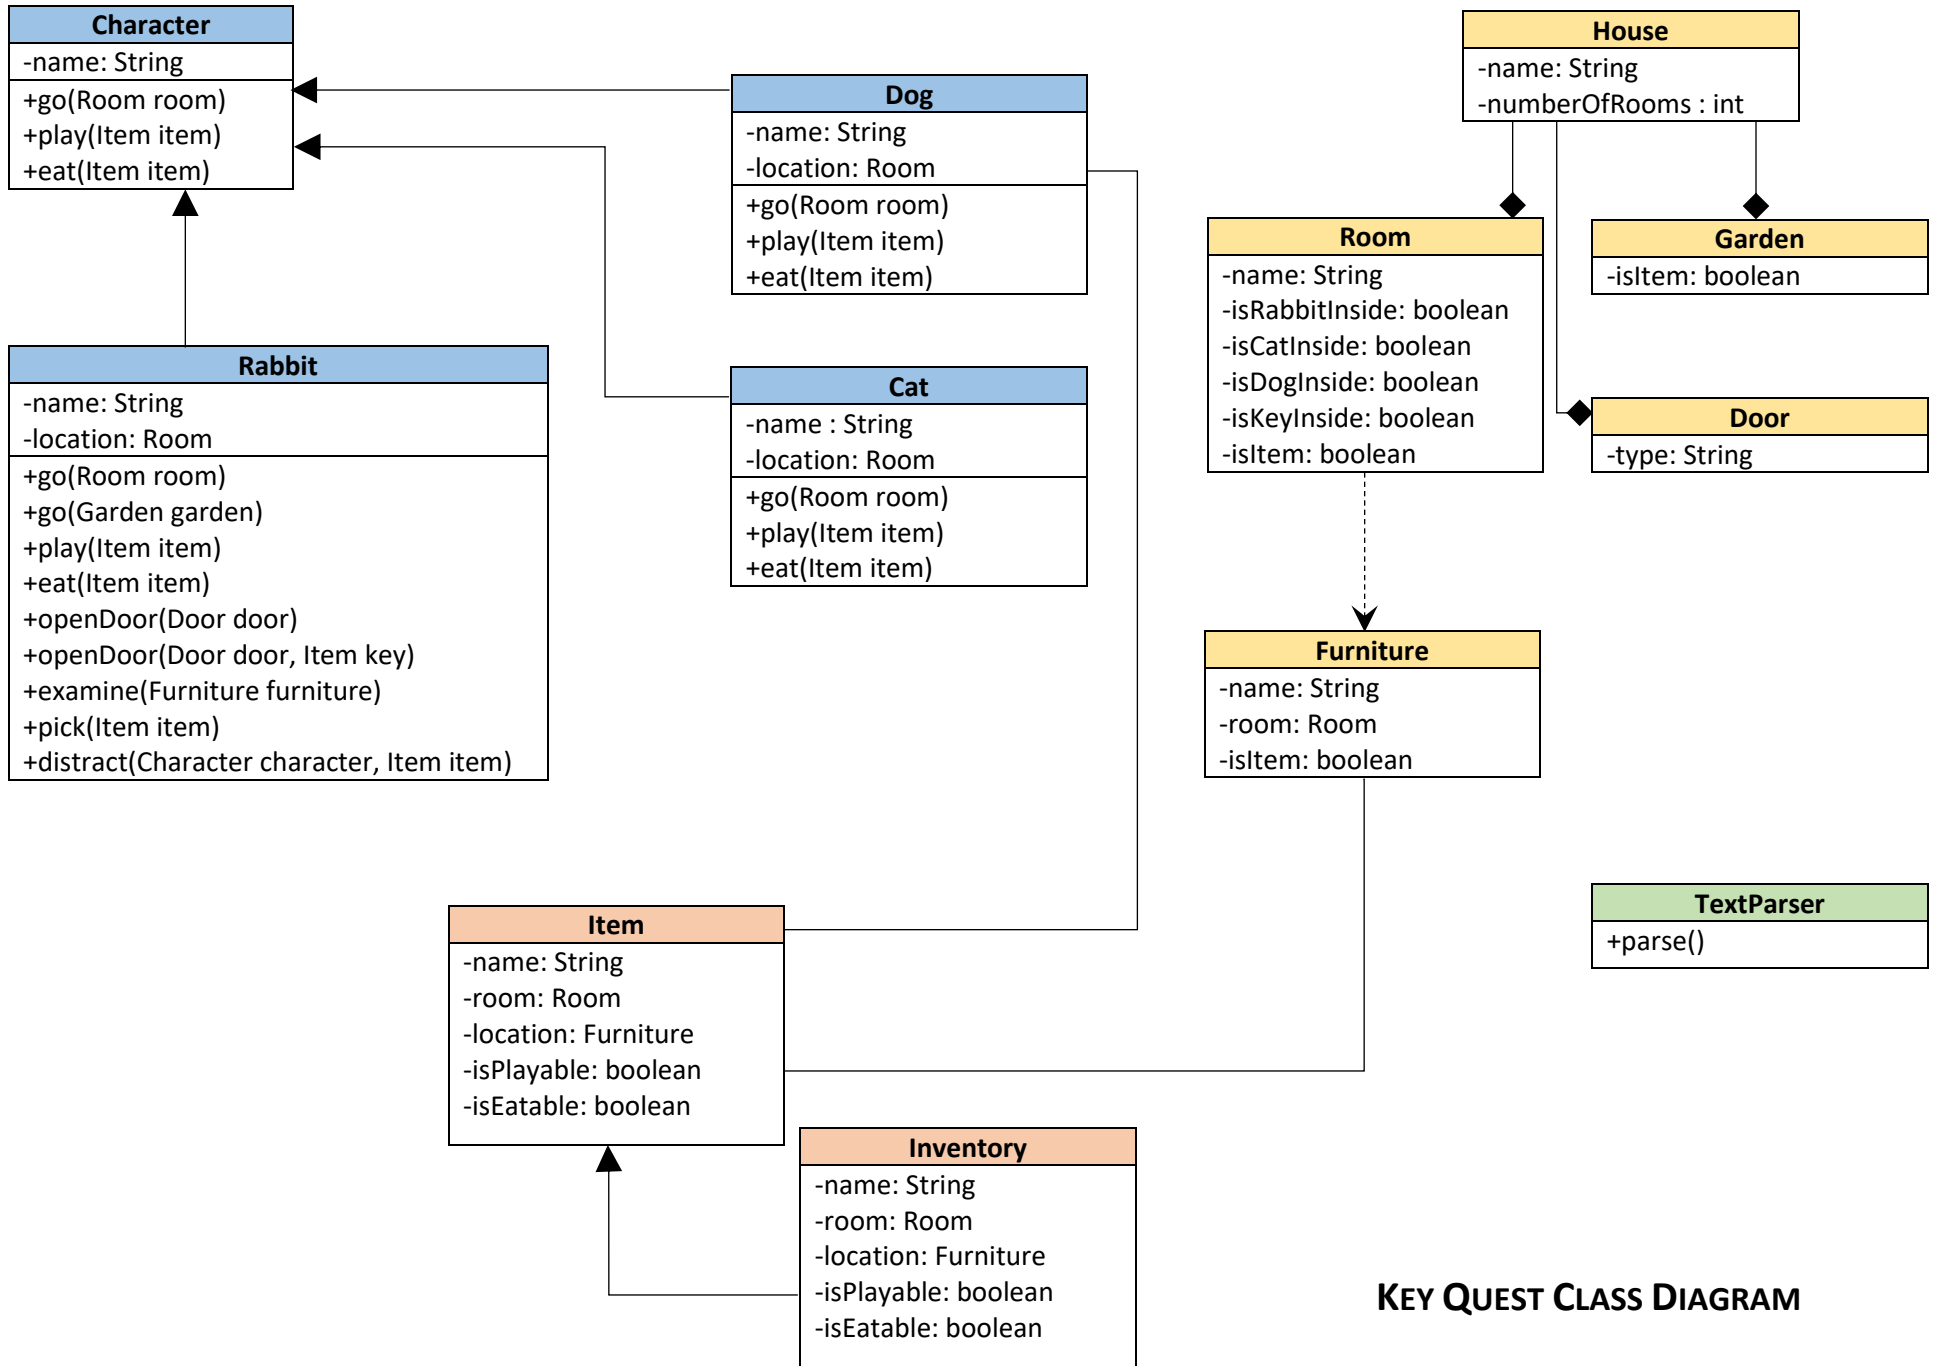 Character
-name: String
+go(Room room)
+play(Item item)
+eat(Item item)
Dog
-name: String
-location: Room
+go(Room room)
+play(Item item)
+eat(Item item)
House
-name: String
-numberOfRooms : int
Room
-name: String
-isRabbitInside: boolean
-isCatInside: boolean
-isDogInside: boolean
-isKeyInside: boolean
-isItem: boolean
Garden
-isItem: boolean
Door
-type: String
Rabbit
-name: String
-location: Room
+go(Room room)
+go(Garden garden)
+play(Item item)
+eat(Item item)
+openDoor(Door door)
+openDoor(Door door, Item key)
+examine(Furniture furniture)
+pick(Item item)
+distract(Character character, Item item)
Cat
-name : String
-location: Room
+go(Room room)
+play(Item item)
+eat(Item item)
Furniture
-name: String
-room: Room
-isItem: boolean
TextParser
+parse()
Item
-name: String
-room: Room
-location: Furniture
-isPlayable: boolean
-isEatable: boolean
Inventory
-name: String
-room: Room
-location: Furniture
-isPlayable: boolean
-isEatable: boolean
KEY QUEST CLASS DIAGRAM